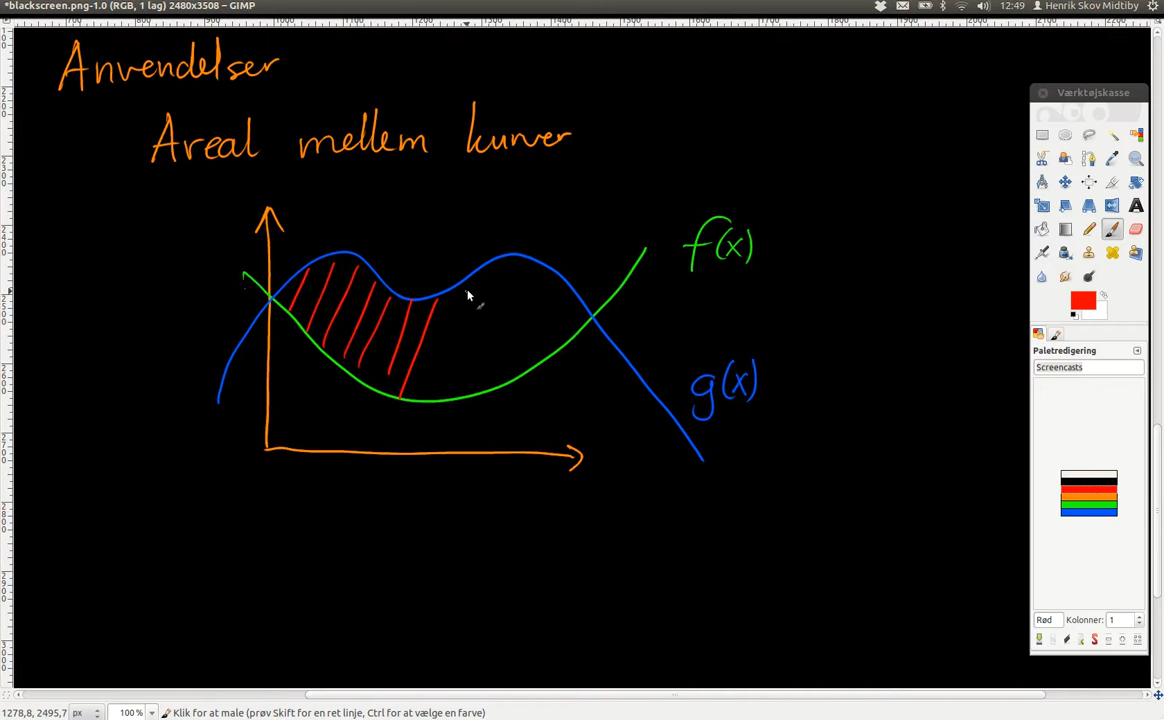 *blackscreen.png-1.0 (RGB, 1 lag) 2480x3508 – GIMP
12:49 Henrik Skov Midtiby
Anvendelser
Areal mellem kurver
f(x)
g(x)
Værktøjskasse
Paletredigering
Screencasts
Rød Kolonner: 1
1278,8, 2495,7 px 100% Klik for at male (prøv Skift for en ret linje, Ctrl for at vælge en farve)